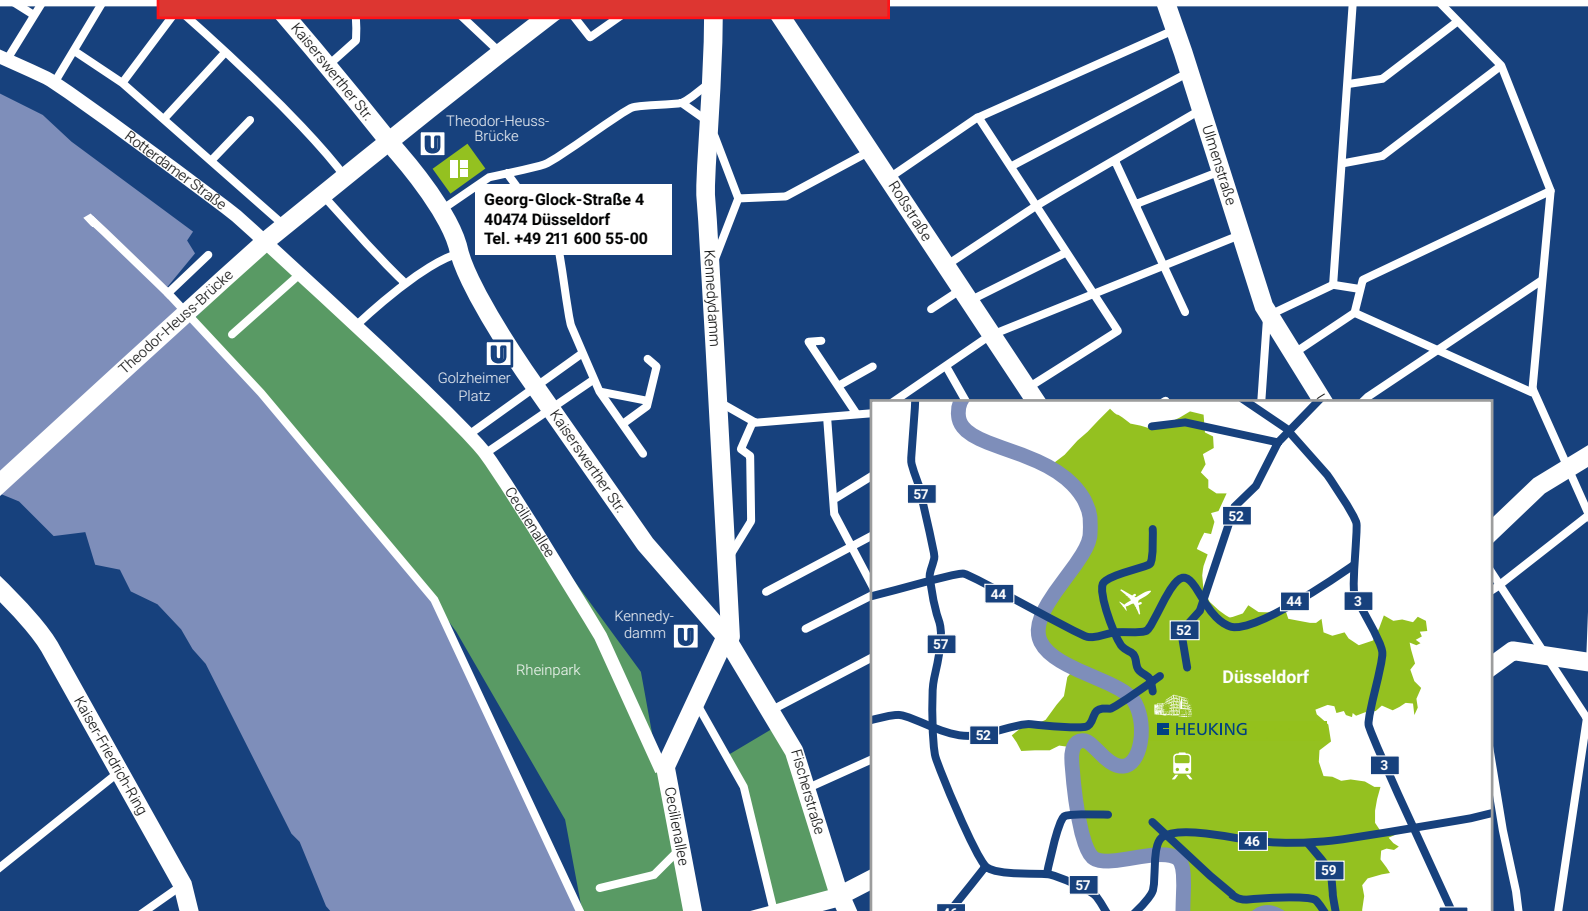 Kaiserswerther Str.
Theodor-Heuss-
Brücke
Rotterdamer Straße
Georg-Glock-Straße 4
40474 Düsseldorf
Tel. +49 211 600 55-00
Ulmenstraße
Roßstraße
Kennedydamm
Theodor-Heuss-Brücke
Golzheimer
Platz
Kaiserswerther Str.
Cecilienallee
Kennedy-
damm
Rheinpark
Kaiser-Friedrich-Ring
Fischerstraße
Cecilienallee
57
52
44
44
3
52
57
Düsseldorf
HEUKING
52
3
46
59
57